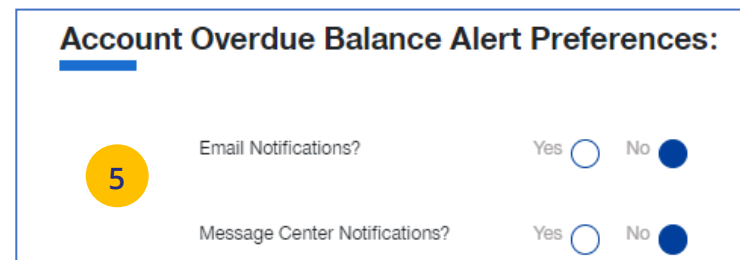 Account Overdue Balance Alert Preferences:
Email Notifications? Yes No
5
Message Center Notifications? Yes No